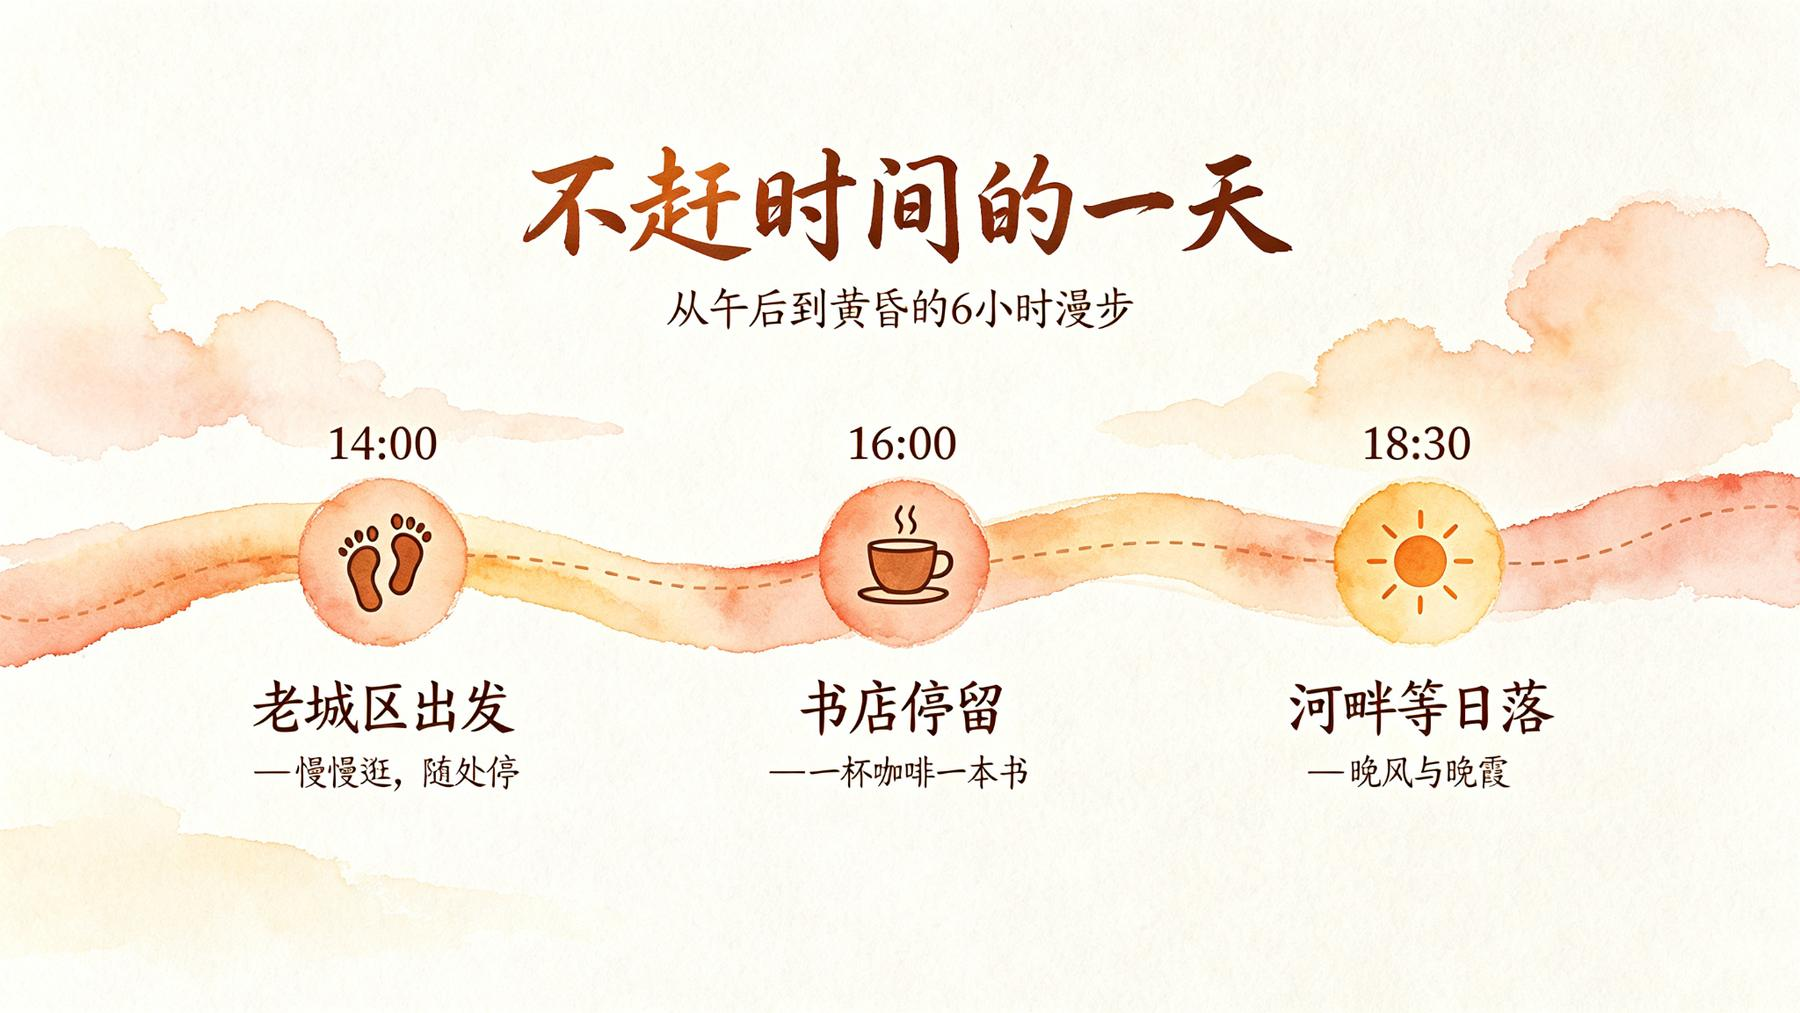 不赶时间的一天
从午后到黄昏的6小时漫步
14:00
老城区出发
—慢慢逛，随处停
16:00
书店停留
—一杯咖啡一本书
18:30
河畔等日落
—晚风与晚霞